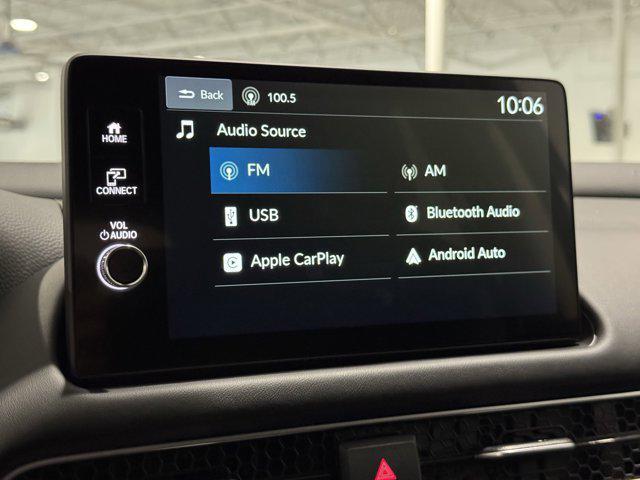 Back
100.5
10:06
Audio Source
HOME
FM
AM
CONNECT
USB
Bluetooth Audio
VOL
AUDIO
Apple CarPlay
Android Auto